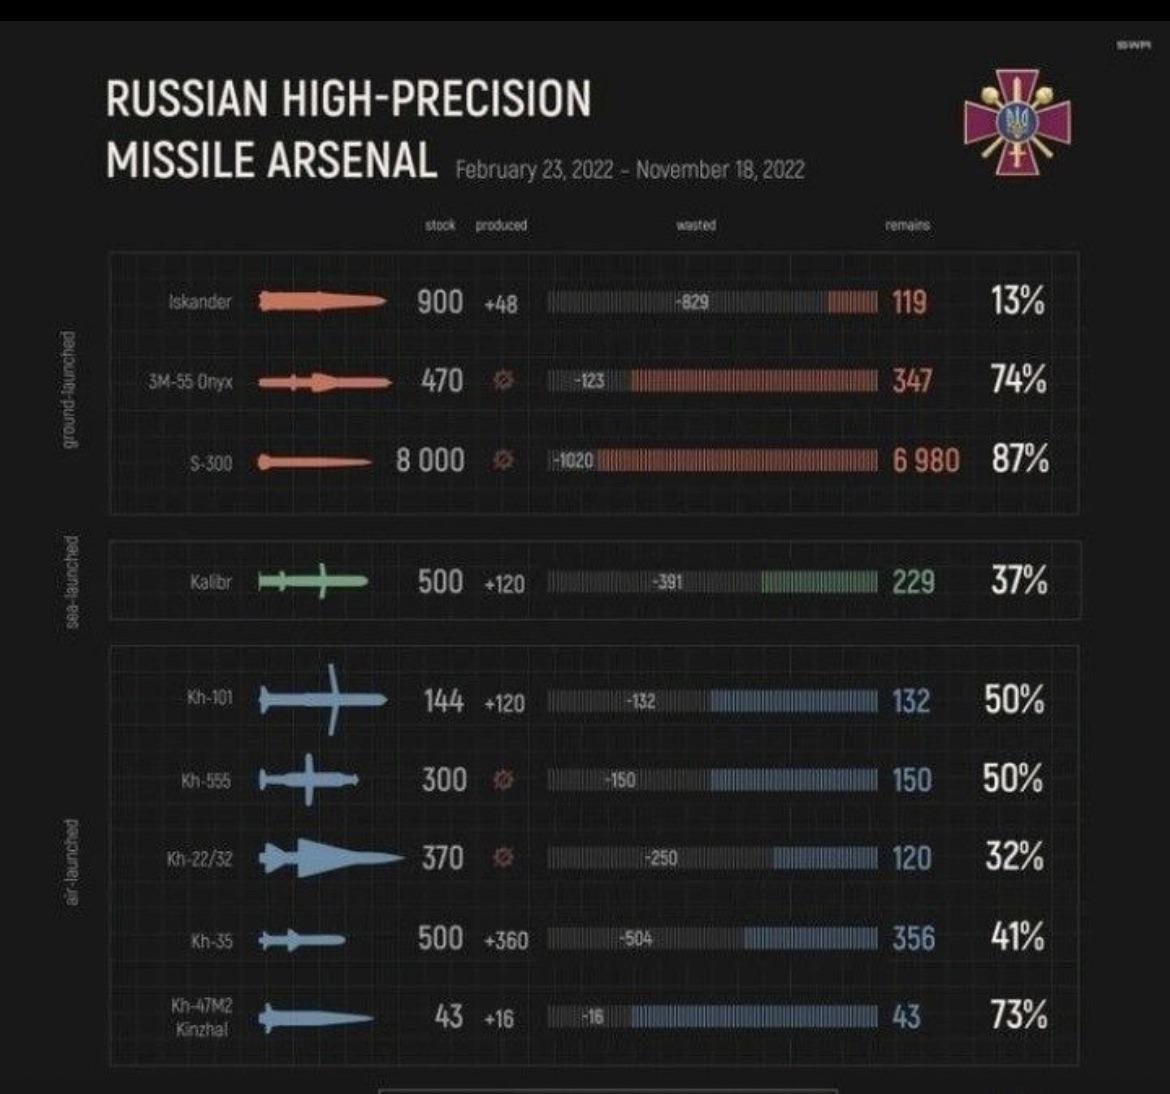 SWM
RUSSIAN HIGH-PRECISION
MISSILE ARSENAL February 23, 2022 – November 18, 2022
stock produced wasted remains
ground-launched
Iskander 900 +48 -829 119 13%
3M-55 Onyx 470 -123 347 74%
S-300 8 000 -1020 6 980 87%
sea-launched
Kalibr 500 +120 -391 229 37%
air-launched
Kh-101 144 +120 -132 132 50%
Kh-555 300 -150 150 50%
Kh-22/32 370 -250 120 32%
Kh-35 500 +360 -504 356 41%
Kh-47M2
Kinzhal 43 +16 -16 43 73%